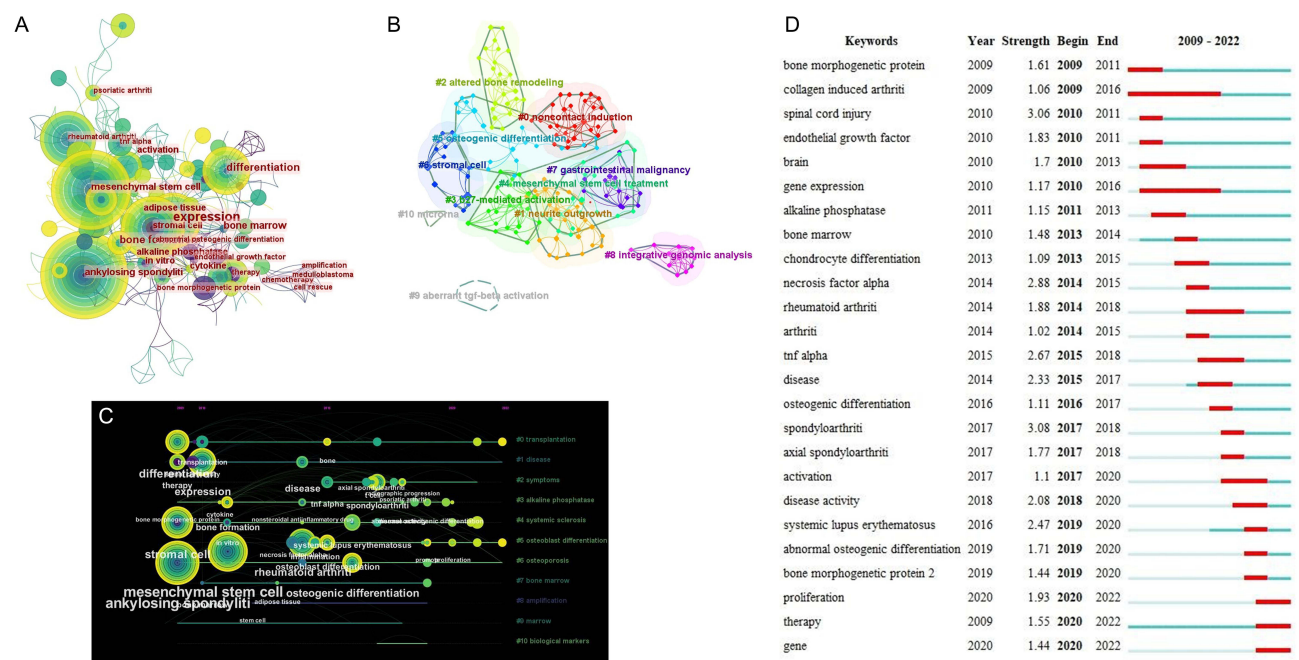 A
psoriatic arthriti
rheumatoid arthriti
tnf alpha
activation
differentiation
mesenchymal stem cell
adipose tissue
expression
stromal cell
bone marrow
bone
abnormal osteogenic differentiation
alkaline phosphatase
endothelial growth factor
in vitro
cytokine
ankylosing spondyliti
therapy
amplification
medulloblastoma
chemotherapy
cell rescue
bone morphogenetic protein
B
#2 altered bone remodeling
#0 noncontact induction
#5 osteogenic differentiation
#6 stromal cell
#7 gastrointestinal malignancy
#4 mesenchymal stem cell treatment
#3 b27-mediated activation
#10 microrna
#1 neurite outgrowth
#8 integrative genomic analysis
#9 aberrant tgf-beta activation
C
#0 transplantation
transplantation
bone
#1 disease
differentiation
therapy
#2 symptoms
expression
disease
axial spondyloarthriti
radiographic progression
psoriatic arthriti
#3 alkaline phosphatase
tnf alpha
spondyloarthriti
cytokine
bone morphogenetic protein
nonsteroidal antiinflammatory drug
#4 systemic sclerosis
bone formation
in vitro
systemic lupus erythematosus
#5 osteoblast differentiation
stromal cell
osteoblast differentiation
proliferation
#6 osteoporosis
rheumatoid arthriti
#7 bone marrow
mesenchymal stem cell
osteogenic differentiation
ankylosing spondyliti
adipose tissue
#8 amplification
stem cell
#9 marrow
#10 biological markers
D
Keywords Year Strength Begin End 2009 - 2022
bone morphogenetic protein 2009 1.61 2009 2011
collagen induced arthriti 2009 1.06 2009 2016
spinal cord injury 2010 3.06 2010 2011
endothelial growth factor 2010 1.83 2010 2011
brain 2010 1.7 2010 2013
gene expression 2010 1.17 2010 2016
alkaline phosphatase 2011 1.15 2011 2013
bone marrow 2010 1.48 2013 2014
chondrocyte differentiation 2013 1.09 2013 2015
necrosis factor alpha 2014 2.88 2014 2015
rheumatoid arthriti 2014 1.88 2014 2018
arthriti 2014 1.02 2014 2015
tnf alpha 2015 2.67 2015 2018
disease 2014 2.33 2015 2017
osteogenic differentiation 2016 1.11 2016 2017
spondyloarthriti 2017 3.08 2017 2018
axial spondyloarthriti 2017 1.77 2017 2018
activation 2017 1.1 2017 2020
disease activity 2018 2.08 2018 2020
systemic lupus erythematosus 2016 2.47 2019 2020
abnormal osteogenic differentiation 2019 1.71 2019 2020
bone morphogenetic protein 2 2019 1.44 2019 2020
proliferation 2020 1.93 2020 2022
therapy 2009 1.55 2020 2022
gene 2020 1.44 2020 2022